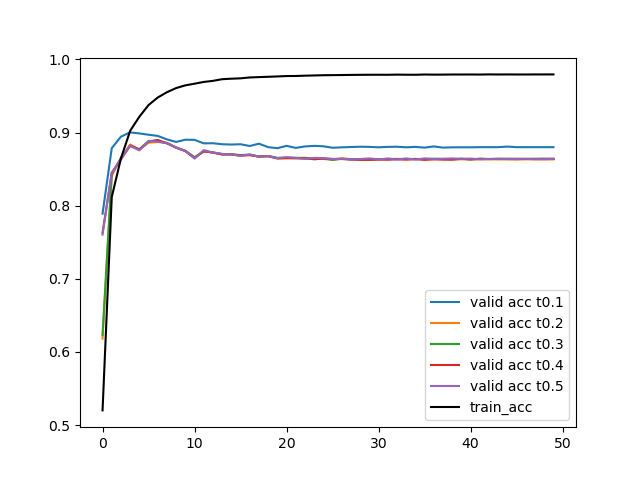 1.0
0.9
0.8
0.7
0.6
0.5
0 10 20 30 40 50
valid acc t0.1
valid acc t0.2
valid acc t0.3
valid acc t0.4
valid acc t0.5
train_acc